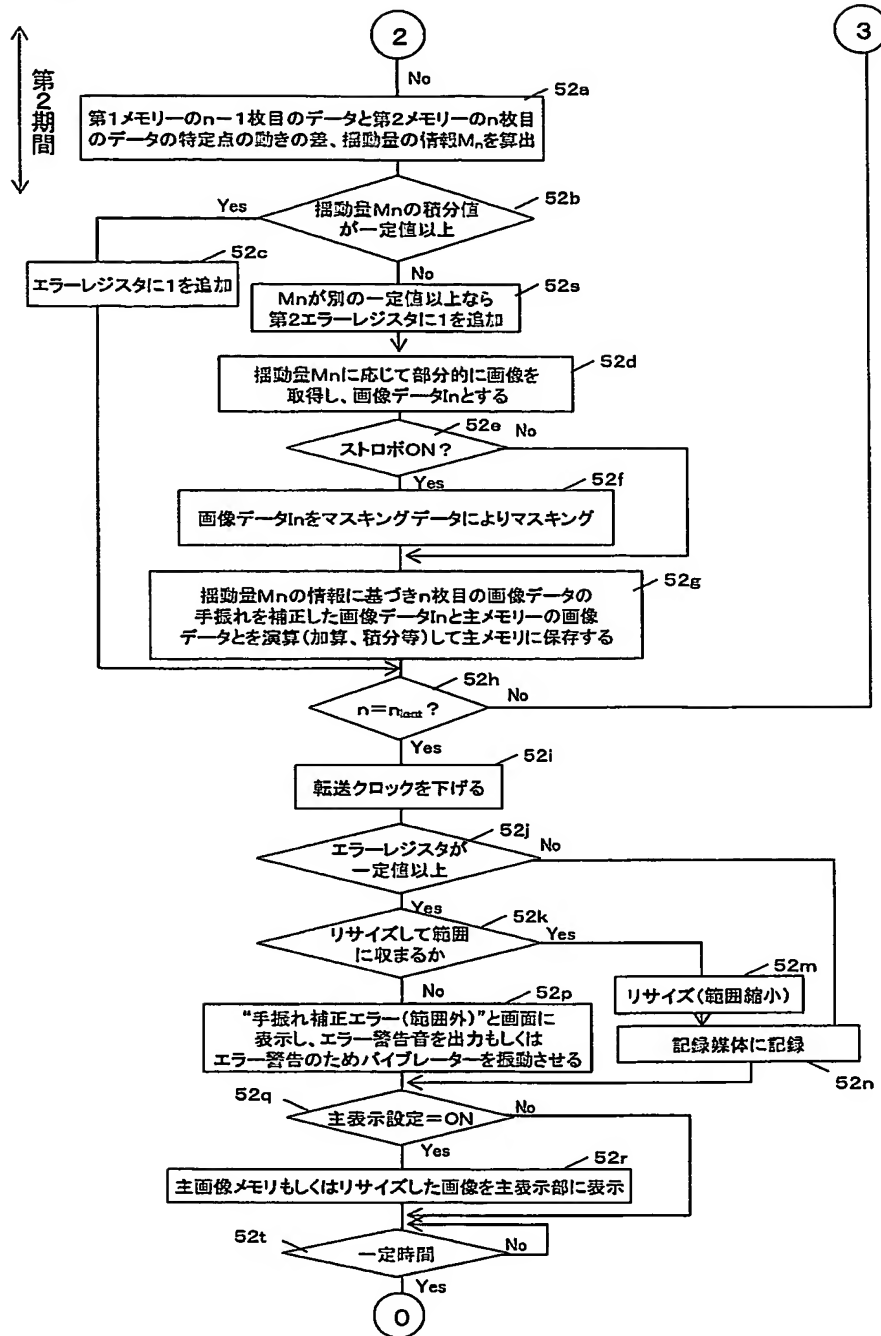 2
3
第2期間
No
52a
第1メモリーのn-1枚目のデータと第2メモリーのn枚目
のデータの特定点の動きの差、揺動量の情報Mnを算出
52b
Yes
揺動量Mnの積分値
が一定値以上
52c
エラーレジスタに1を追加
No
52s
Mnが別の一定値以上なら
第2エラーレジスタに1を追加
52d
揺動量Mnに応じて部分的に画像を
取得し、画像データInとする
52e
ストロボON?
No
Yes
52f
画像データInをマスキングデータによりマスキング
52g
揺動量Mnの情報に基づきn枚目の画像データの
手振れを補正した画像データInと主メモリーの画像
データとを演算(加算、積分等)して主メモリに保存する
52h
n=nlast?
No
Yes
52i
転送クロックを下げる
52j
エラーレジスタが
一定値以上
No
Yes
52k
リサイズして範囲
に収まるか
Yes
52m
リサイズ(範囲縮小)
No
52p
“手振れ補正エラー(範囲外)”と画面に
表示し、エラー警告音を出力もしくは
エラー警告のためバイブレーターを振動させる
記録媒体に記録
52n
52q
主表示設定=ON
No
Yes
52r
主画像メモリもしくはリサイズした画像を主表示部に表示
52t
一定時間
No
Yes
0